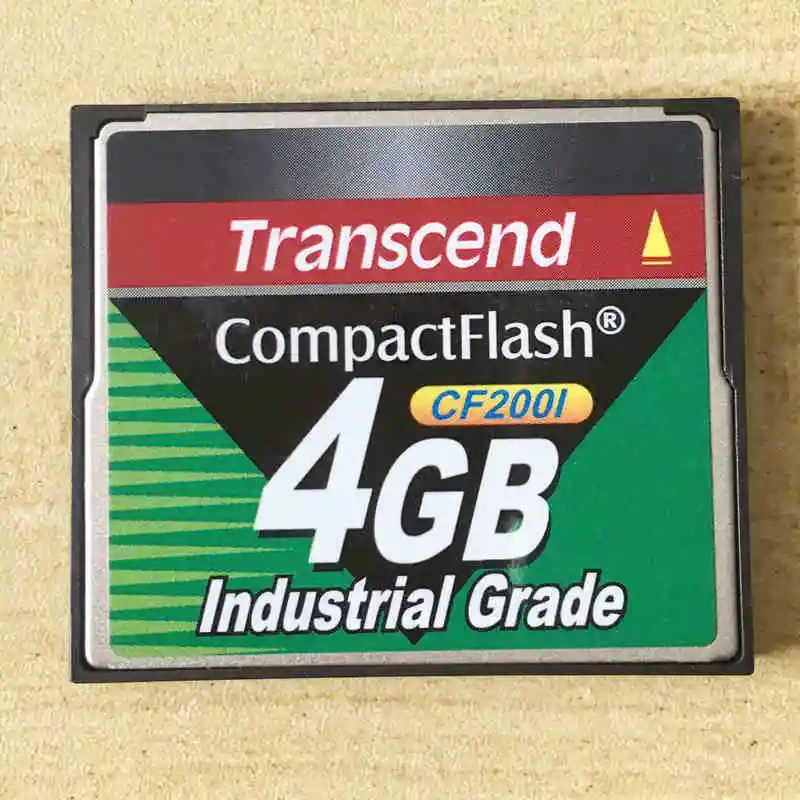 Transcend
CompactFlash®
CF200I
4GB
Industrial Grade